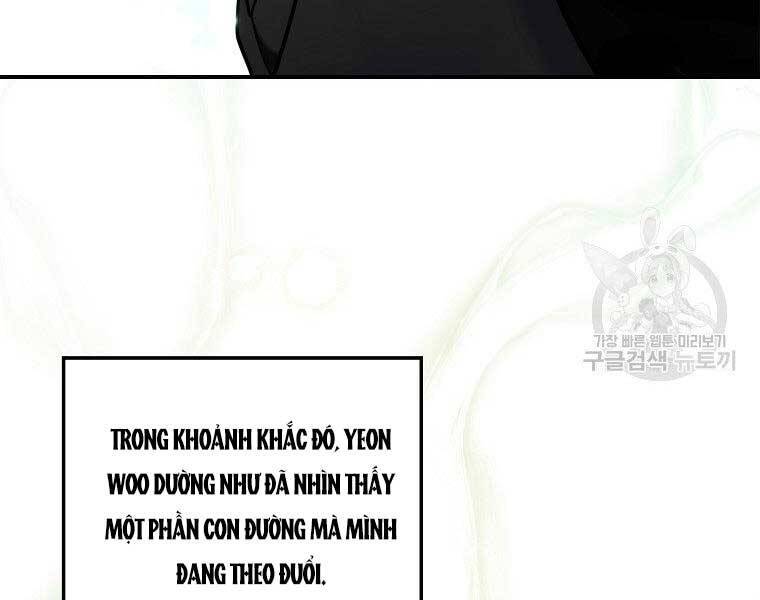 가장 빠른 웹툰 미리보기
구글검색 뉴토끼
TRONG KHOẢNH KHẮC ĐÓ, YEON
WOO DƯỜNG NHƯ ĐÃ NHÌN THẤY
MỘT PHẦN CON ĐƯỜNG MÀ MÌNH
ĐANG THEO ĐUỔI.